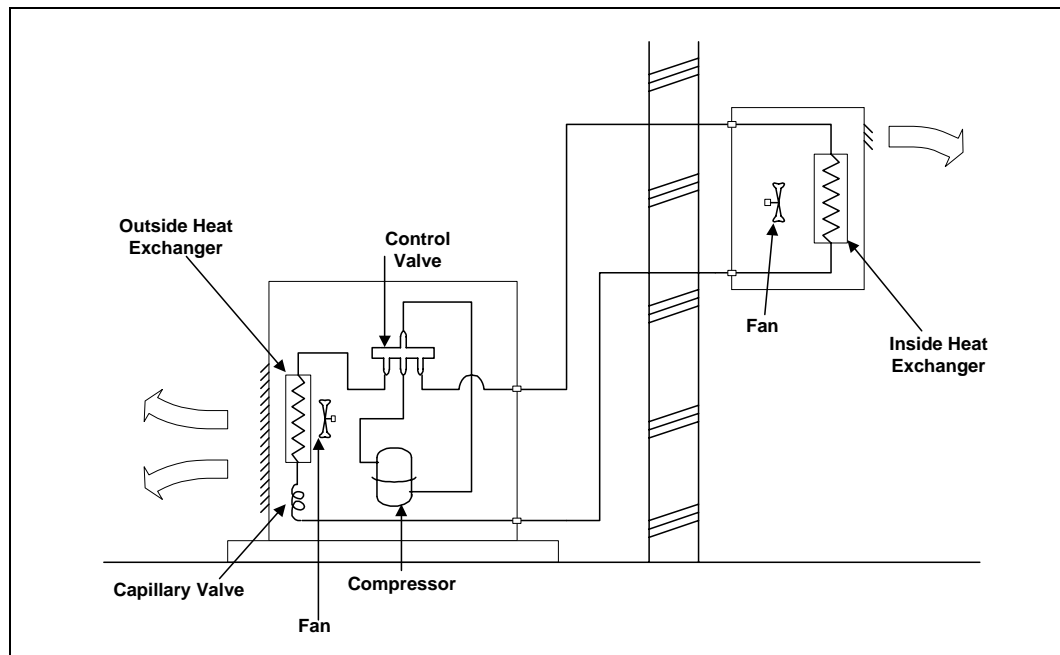 Outside Heat
Exchanger
Control
Valve
Fan
Inside Heat
Exchanger
Capillary Valve
Compressor
Fan